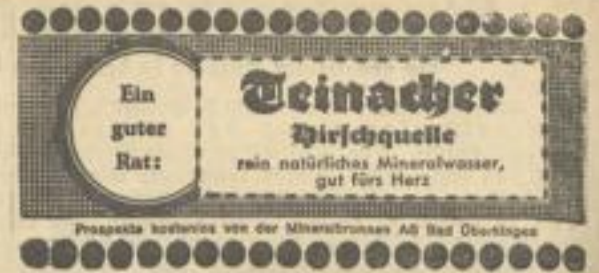 Ein
guter
Rat:
Teinacher
Hirschquelle
rein natürliches Mineralwasser,
gut fürs Herz
Prospekte kostenlos von der Mineralbrunnen AG Bad Überkingen